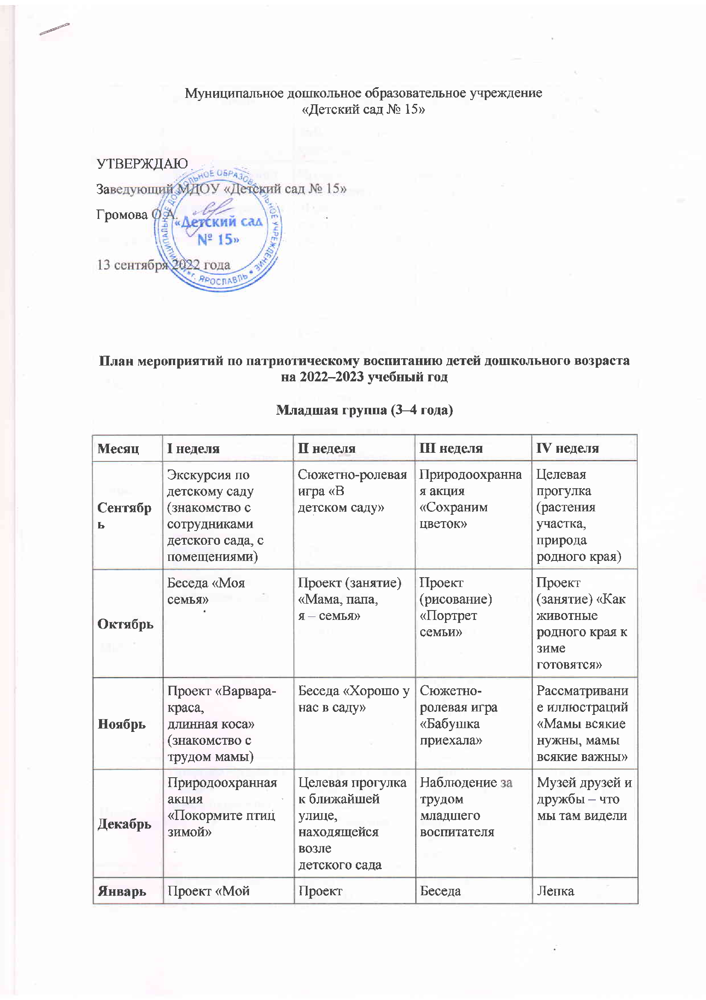 Муниципальное дошкольное образовательное учреждение
«Детский сад № 15»
УТВЕРЖДАЮ
Заведующий МДОУ «Детский сад № 15»
Громова О.А.
13 сентября 2022 года
МУНИЦИПАЛЬНОЕ ДОШКОЛЬНОЕ ОБРАЗОВАТЕЛЬНОЕ УЧРЕЖДЕНИЕ
г. ЯРОСЛАВЛЬ
«Детский сад
№ 15»
План мероприятий по патриотическому воспитанию детей дошкольного возраста
на 2022–2023 учебный год
Младшая группа (3–4 года)
Месяц
I неделя
II неделя
III неделя
IV неделя
Сентябр
ь
Экскурсия по
детскому саду
(знакомство с
сотрудниками
детского сада, с
помещениями)
Сюжетно-ролевая
игра «В
детском саду»
Природоохранна
я акция
«Сохраним
цветок»
Целевая
прогулка
(растения
участка,
природа
родного края)
Октябрь
Беседа «Моя
семья»
Проект (занятие)
«Мама, папа,
я – семья»
Проект
(рисование)
«Портрет
семьи»
Проект
(занятие) «Как
животные
родного края к
зиме
готовятся»
Ноябрь
Проект «Варвара-
краса,
длинная коса»
(знакомство с
трудом мамы)
Беседа «Хорошо у
нас в саду»
Сюжетно-
ролевая игра
«Бабушка
приехала»
Рассматривани
е иллюстраций
«Мамы всякие
нужны, мамы
всякие важны»
Декабрь
Природоохранная
акция
«Покормите птиц
зимой»
Целевая прогулка
к ближайшей
улице,
находящейся
возле
детского сада
Наблюдение за
трудом
младшего
воспитателя
Музей друзей и
дружбы – что
мы там видели
Январь
Проект «Мой
Проект
Беседа
Лепка